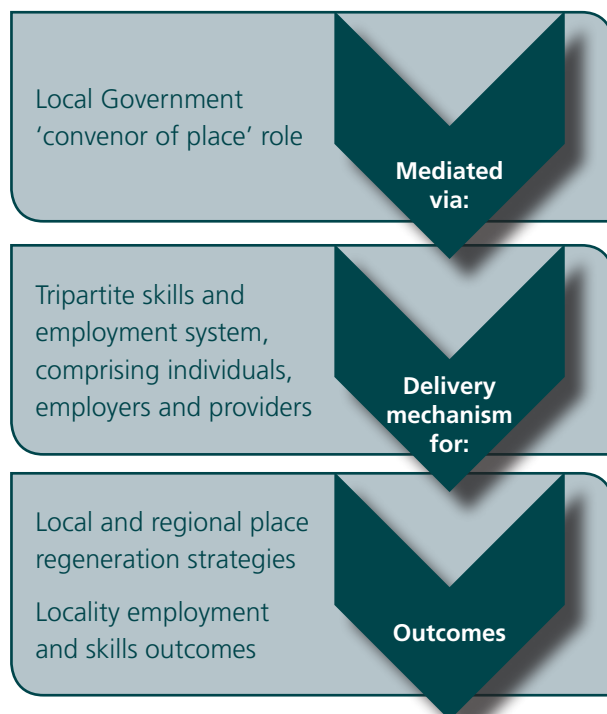 Local Government
‘convenor of place’ role
Mediated
via:
Tripartite skills and
employment system,
comprising individuals,
employers and providers
Delivery
mechanism
for:
Local and regional place
regeneration strategies
Locality employment
and skills outcomes
Outcomes